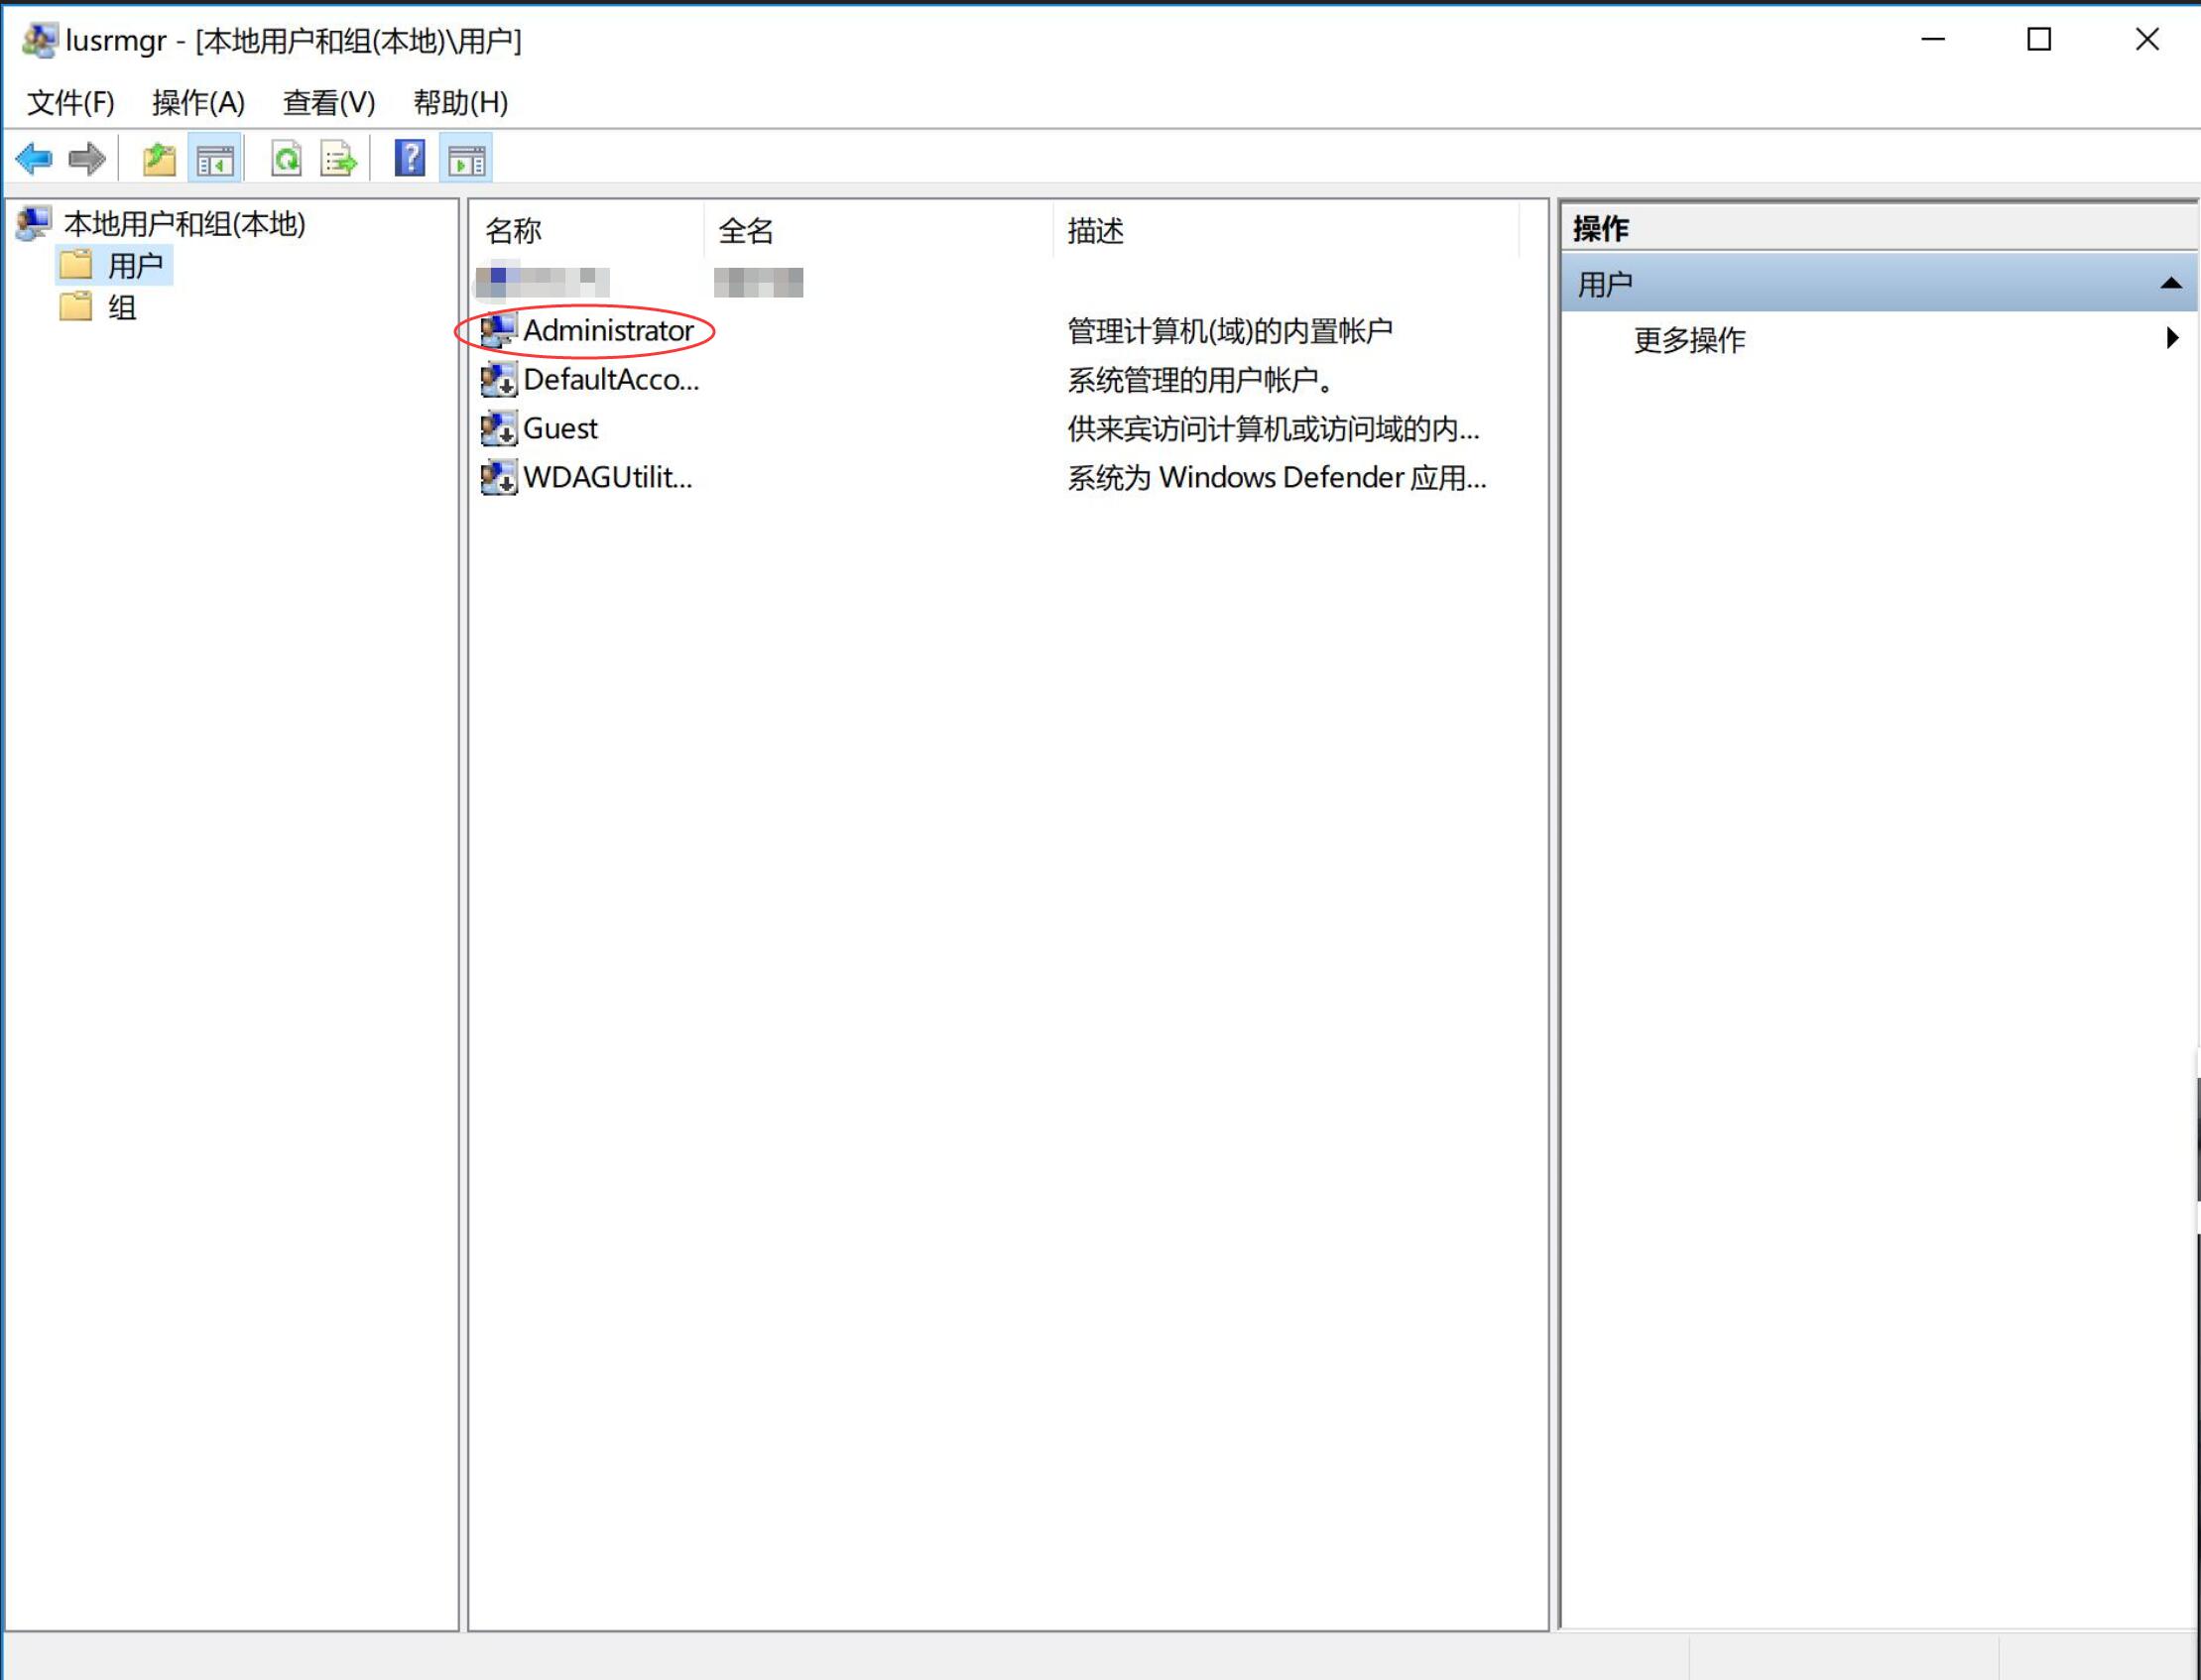 lusrmgr - [本地用户和组(本地)\用户]
文件(F) 操作(A) 查看(V) 帮助(H)
本地用户和组(本地)
用户
组
名称 全名 描述
Administrator 管理计算机(域)的内置帐户
DefaultAcco... 系统管理的用户帐户。
Guest 供来宾访问计算机或访问域的内...
WDAGUtilit... 系统为 Windows Defender 应用...
操作
用户
更多操作